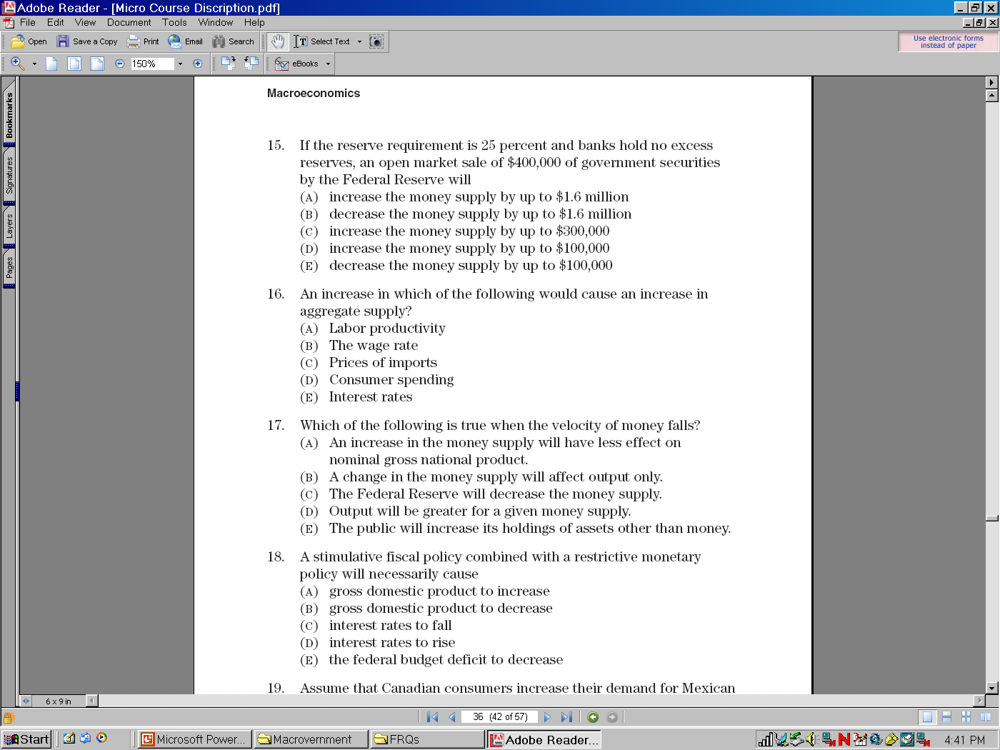 Adobe Reader - [Micro Course Discription.pdf]
File Edit View Document Tools Window Help
Open Save a Copy Print Email Search Select Text
Use electronic forms
instead of paper
150% eBooks
Bookmarks
Signatures
Layers
Pages
Macroeconomics
15. If the reserve requirement is 25 percent and banks hold no excess
reserves, an open market sale of $400,000 of government securities
by the Federal Reserve will
(A) increase the money supply by up to $1.6 million
(B) decrease the money supply by up to $1.6 million
(C) increase the money supply by up to $300,000
(D) increase the money supply by up to $100,000
(E) decrease the money supply by up to $100,000
16. An increase in which of the following would cause an increase in
aggregate supply?
(A) Labor productivity
(B) The wage rate
(C) Prices of imports
(D) Consumer spending
(E) Interest rates
17. Which of the following is true when the velocity of money falls?
(A) An increase in the money supply will have less effect on
nominal gross national product.
(B) A change in the money supply will affect output only.
(C) The Federal Reserve will decrease the money supply.
(D) Output will be greater for a given money supply.
(E) The public will increase its holdings of assets other than money.
18. A stimulative fiscal policy combined with a restrictive monetary
policy will necessarily cause
(A) gross domestic product to increase
(B) gross domestic product to decrease
(C) interest rates to fall
(D) interest rates to rise
(E) the federal budget deficit to decrease
19. Assume that Canadian consumers increase their demand for Mexican
6 x 9 in
36 (42 of 57)
Start Microsoft Power... Macrovernment FRQs Adobe Reader... 4:41 PM